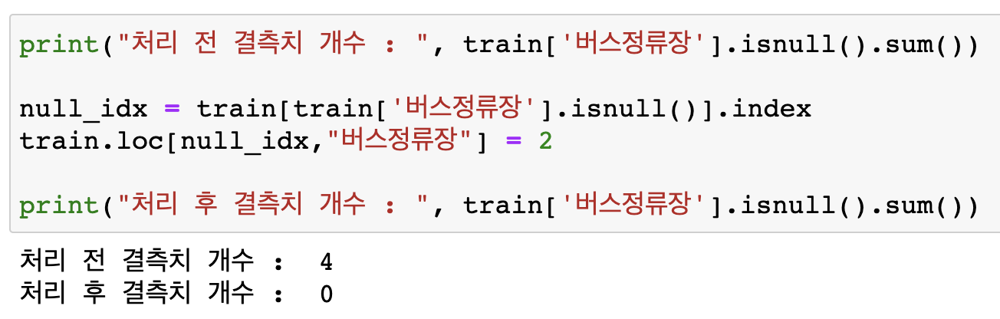 print("처리 전 결측치 개수 : ", train['버스정류장'].isnull().sum())
null_idx = train[train['버스정류장'].isnull()].index
train.loc[null_idx,"버스정류장"] = 2
print("처리 후 결측치 개수 : ", train['버스정류장'].isnull().sum())
처리 전 결측치 개수 :  4
처리 후 결측치 개수 :  0